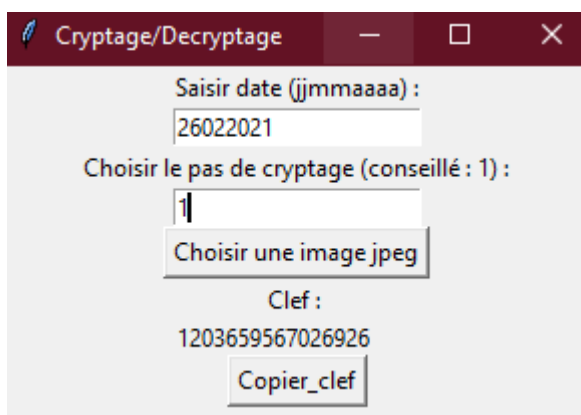 Cryptage/Decryptage
Saisir date (jjmmaaaa) :
26022021
Choisir le pas de cryptage (conseillé : 1) :
1
Choisir une image jpeg
Clef :
1203659567026926
Copier_clef